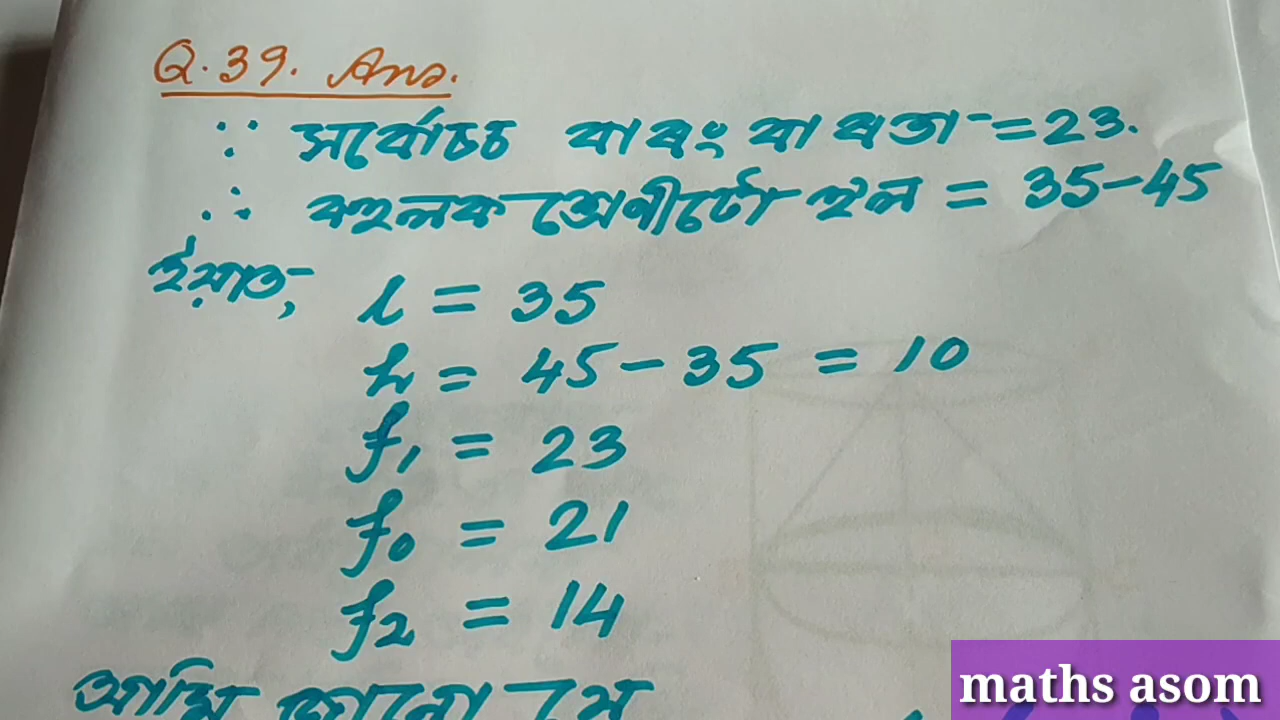 Q.39. Ans.
∵ সৰ্বোচ্চ বাৰংবাৰতা = 23.
∴ বহুলক শ্ৰেণীটো হ'ল = 35-45
ইয়াত, l = 35
h = 45 - 35 = 10
f₁ = 23
f₀ = 21
f₂ = 14
আমি জানো যে
maths asom